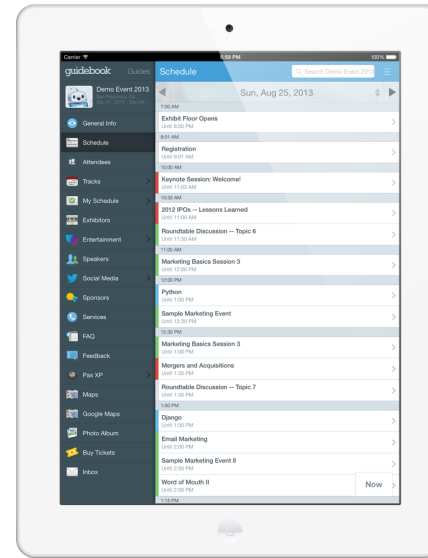 Carrier
5:59 PM
100%
guidebook
Guides
Schedule
Search Demo Event 2013
Demo Event 2013
San Francisco, CA
Sun, Aug 25, 2013
General Info
Schedule
Attendees
Tracks
My Schedule
Exhibitors
Entertainment
Speakers
Social Media
Sponsors
Services
FAQ
Feedback
Pax XP
Maps
Google Maps
Photo Album
Buy Tickets
Inbox
7:00 AM
Exhibit Floor Opens
Until 8:00 PM
9:01 AM
Registration
Until 9:01 AM
10:00 AM
Keynote Session: Welcome!
Until 11:00 AM
10:30 AM
2012 IPOs -- Lessons Learned
Until 11:00 AM
Roundtable Discussion -- Topic 6
Until 11:30 AM
11:00 AM
Marketing Basics Session 3
Until 12:00 PM
12:00 PM
Python
Until 1:00 PM
Sample Marketing Event
Until 12:30 PM
12:30 PM
Marketing Basics Session 3
Until 1:00 PM
Mergers and Acquisitions
Until 1:30 PM
Roundtable Discussion -- Topic 7
Until 1:30 PM
1:00 PM
Django
Until 1:30 PM
Email Marketing
Until 2:00 PM
Sample Marketing Event II
Until 2:30 PM
Word of Mouth II
Until 2:00 PM
Now
1:15 PM